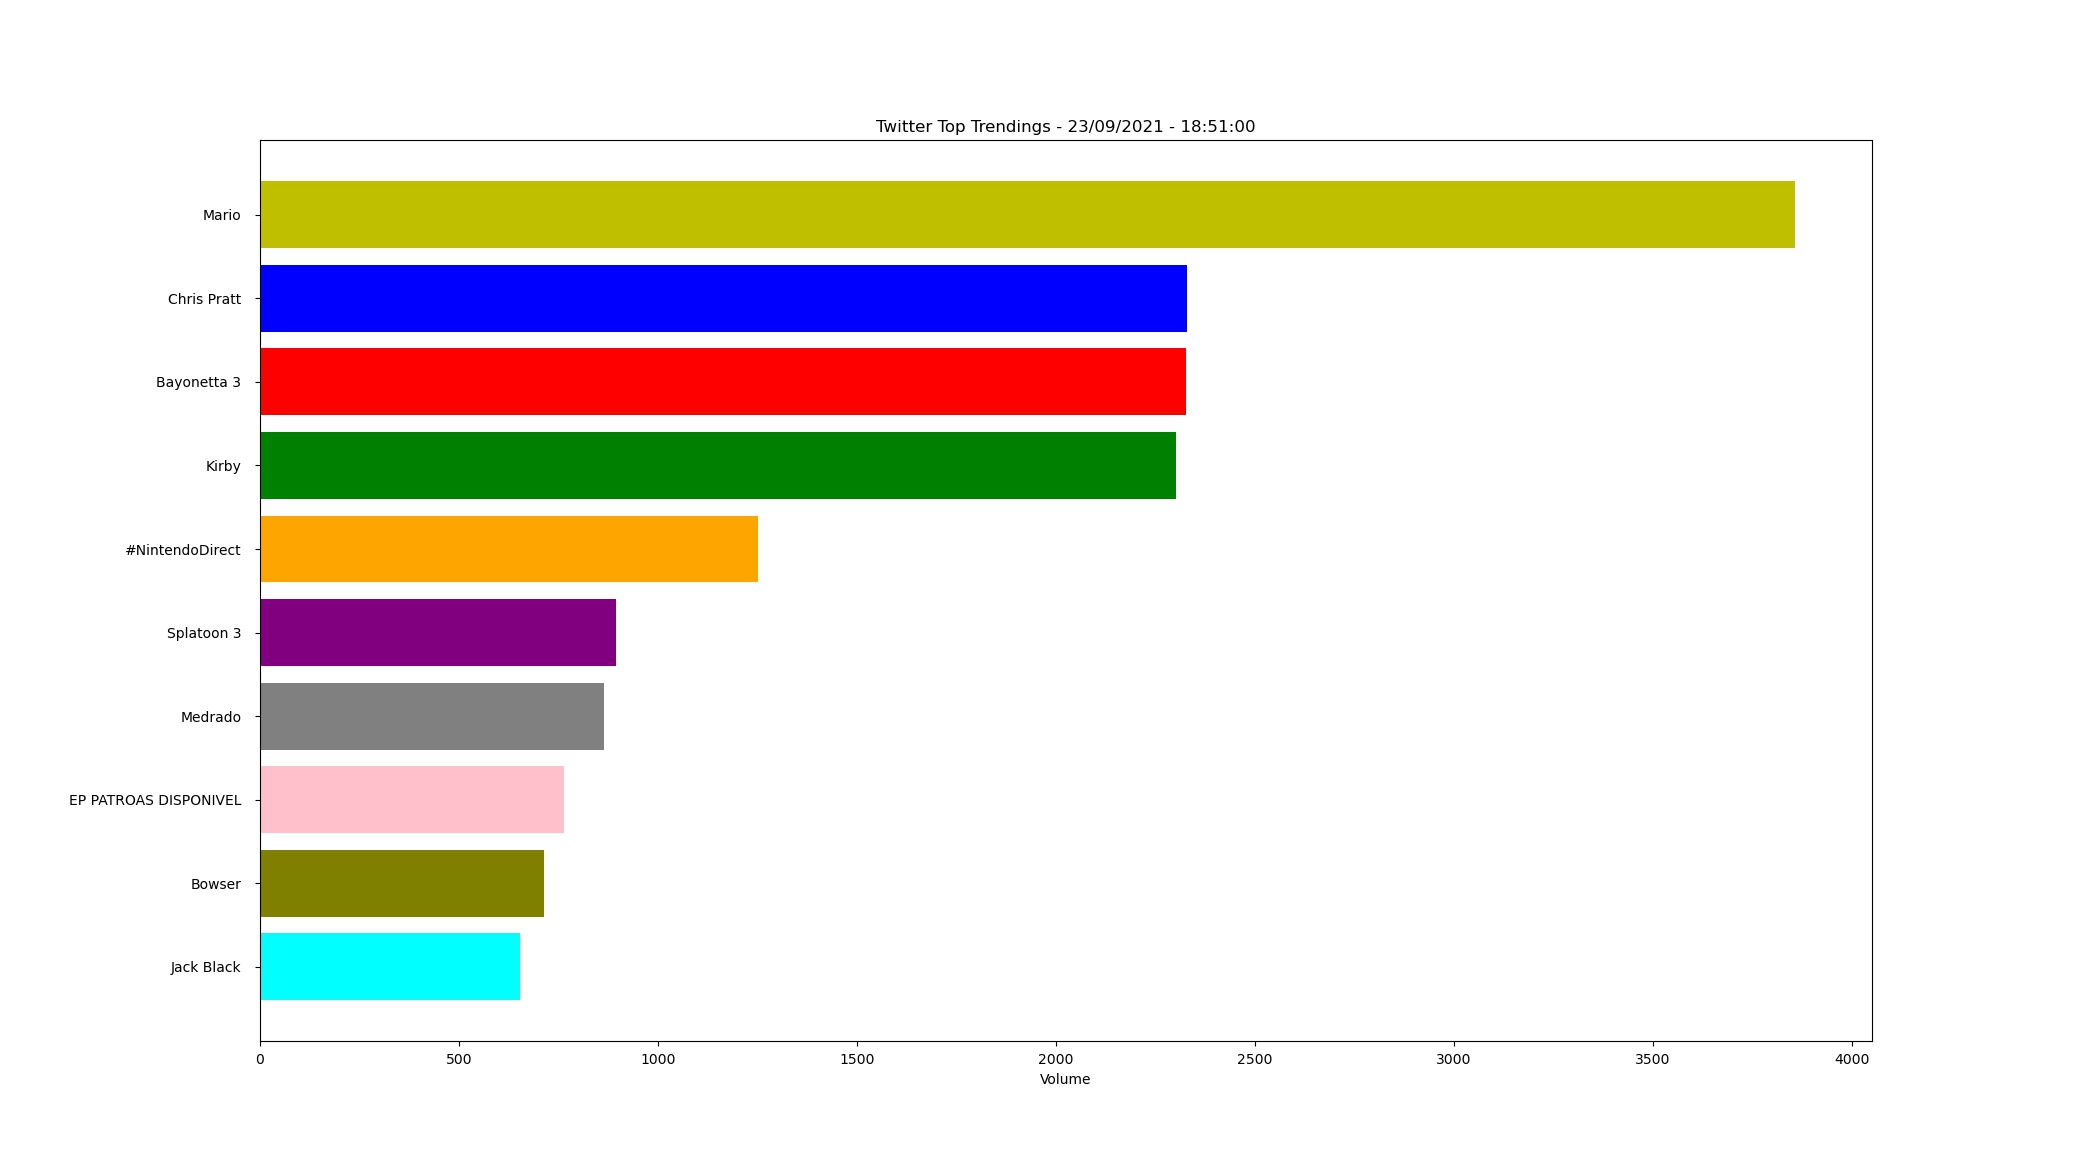 Twitter Top Trendings - 23/09/2021 - 18:51:00
Mario
Chris Pratt
Bayonetta 3
Kirby
#NintendoDirect
Splatoon 3
Medrado
EP PATROAS DISPONIVEL
Bowser
Jack Black
0 500 1000 1500 2000 2500 3000 3500 4000
Volume